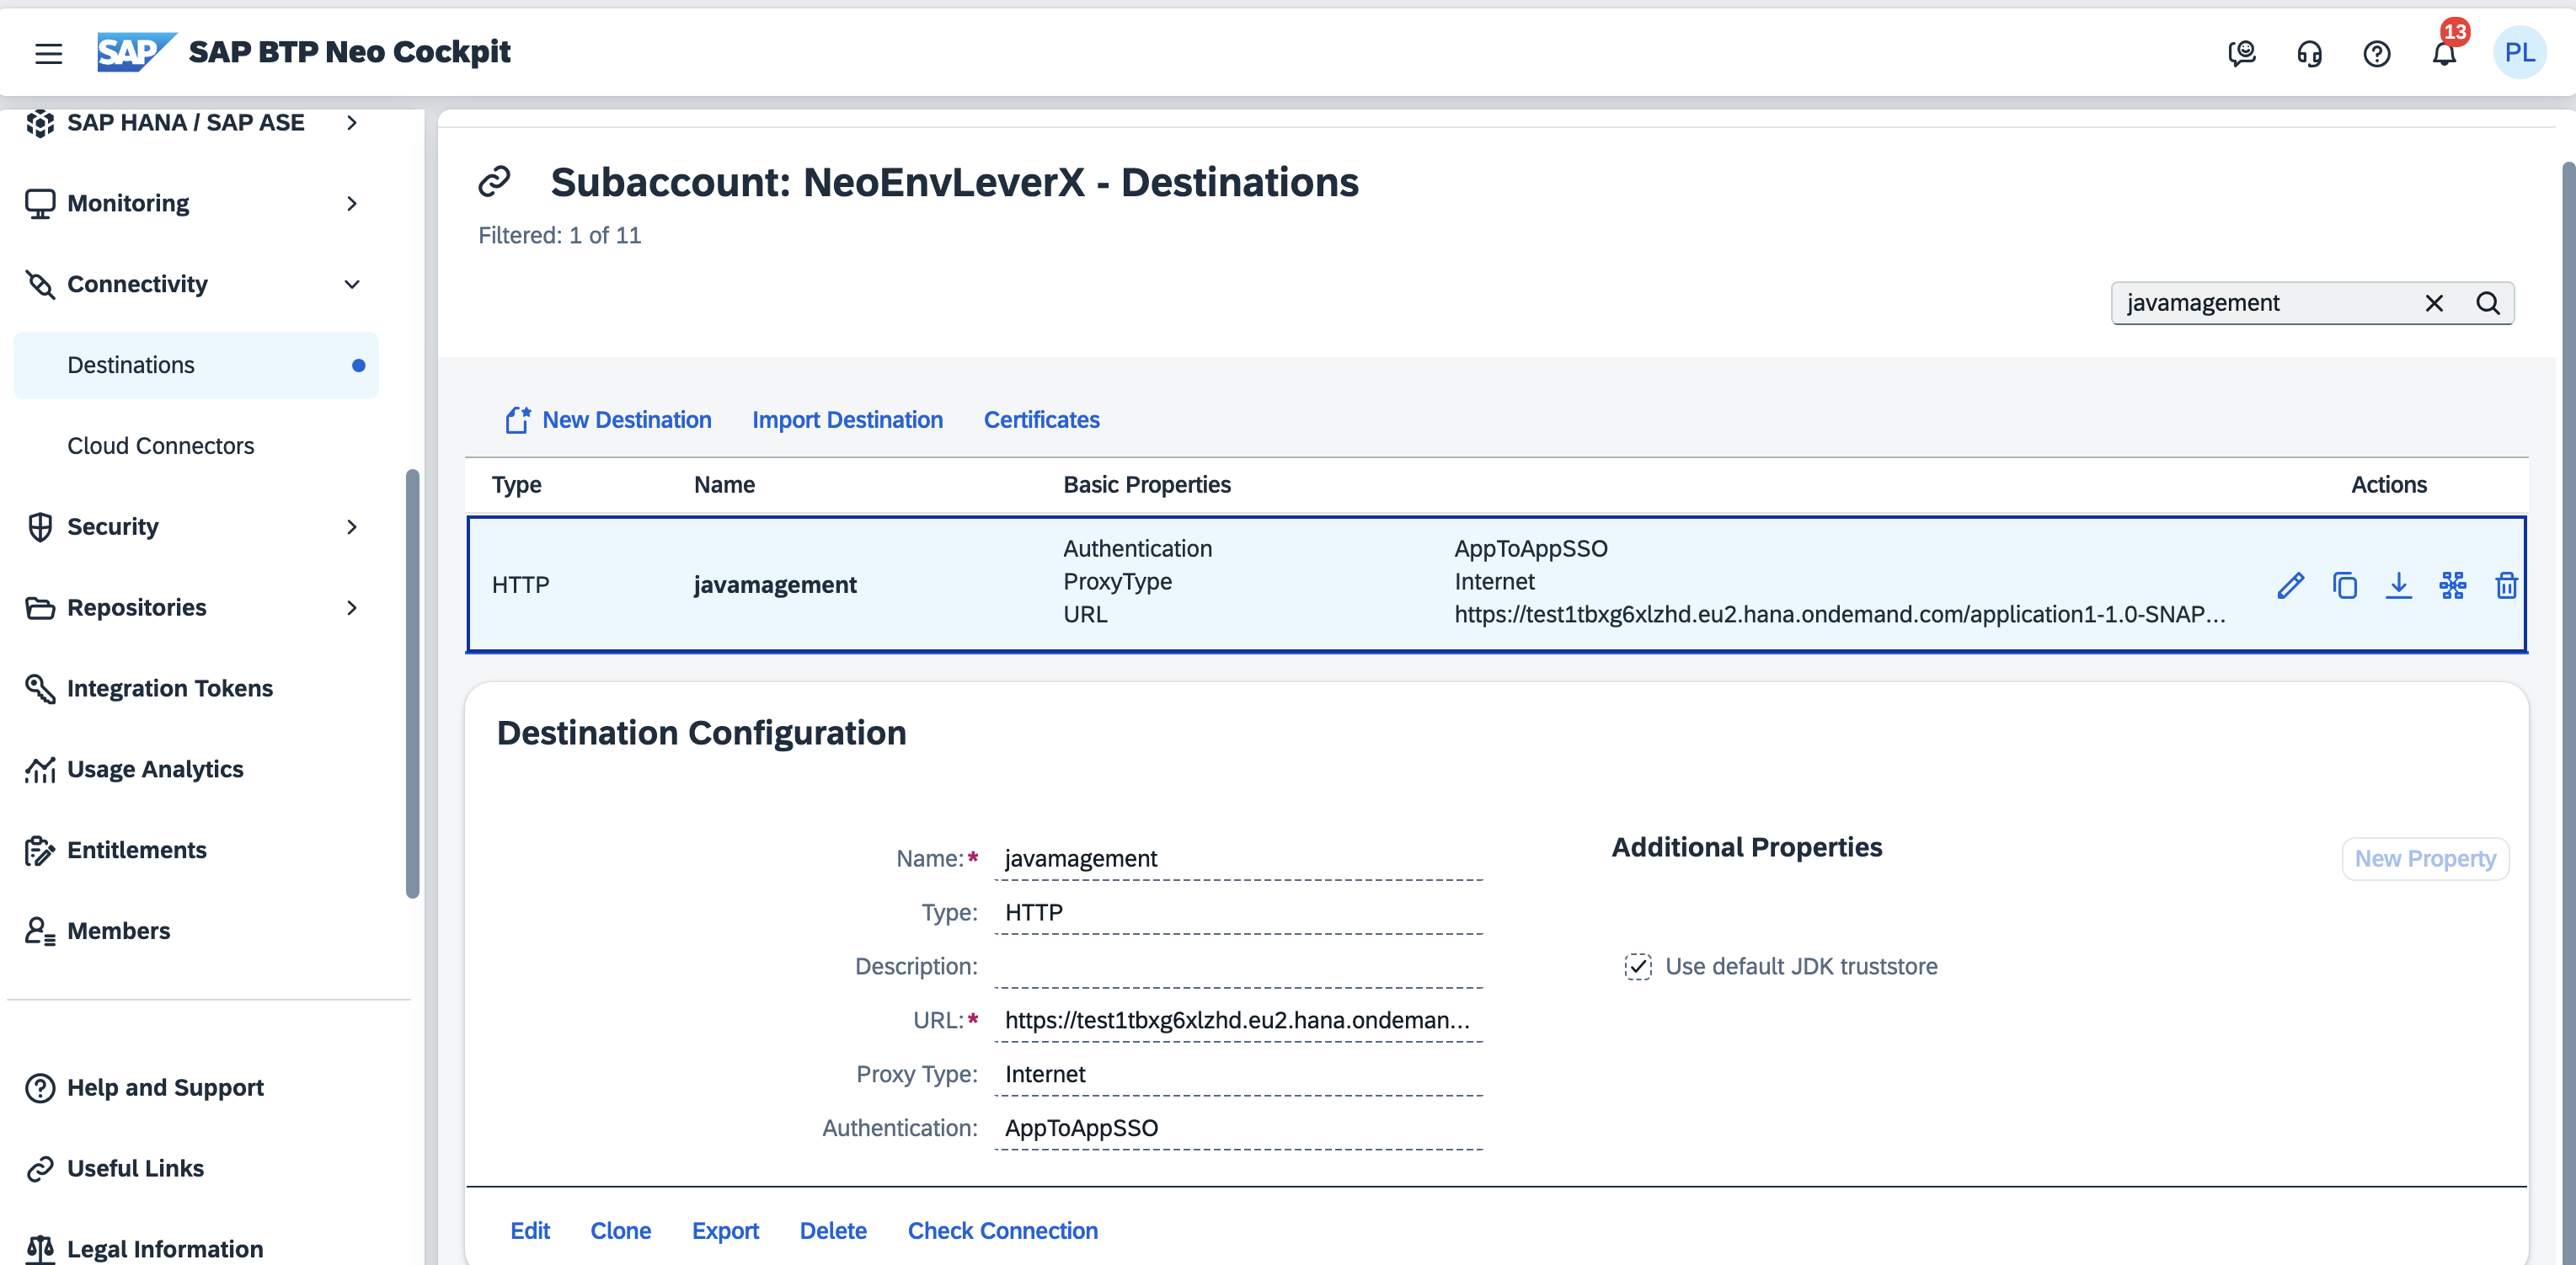 SAP SAP BTP Neo Cockpit
13
PL
SAP HANA / SAP ASE
Monitoring
Connectivity
Destinations
Cloud Connectors
Security
Repositories
Integration Tokens
Usage Analytics
Entitlements
Members
Help and Support
Useful Links
Legal Information
Subaccount: NeoEnvLeverX - Destinations
Filtered: 1 of 11
javamagement
New Destination Import Destination Certificates
Type Name Basic Properties Actions
HTTP javamagement
Authentication AppToAppSSO
ProxyType Internet
URL https://test1tbxg6xlzhd.eu2.hana.ondemand.com/application1-1.0-SNAP...
Destination Configuration
Name:* javamagement
Type: HTTP
Description:
URL:* https://test1tbxg6xlzhd.eu2.hana.ondeman...
Proxy Type: Internet
Authentication: AppToAppSSO
Additional Properties
New Property
Use default JDK truststore
Edit Clone Export Delete Check Connection